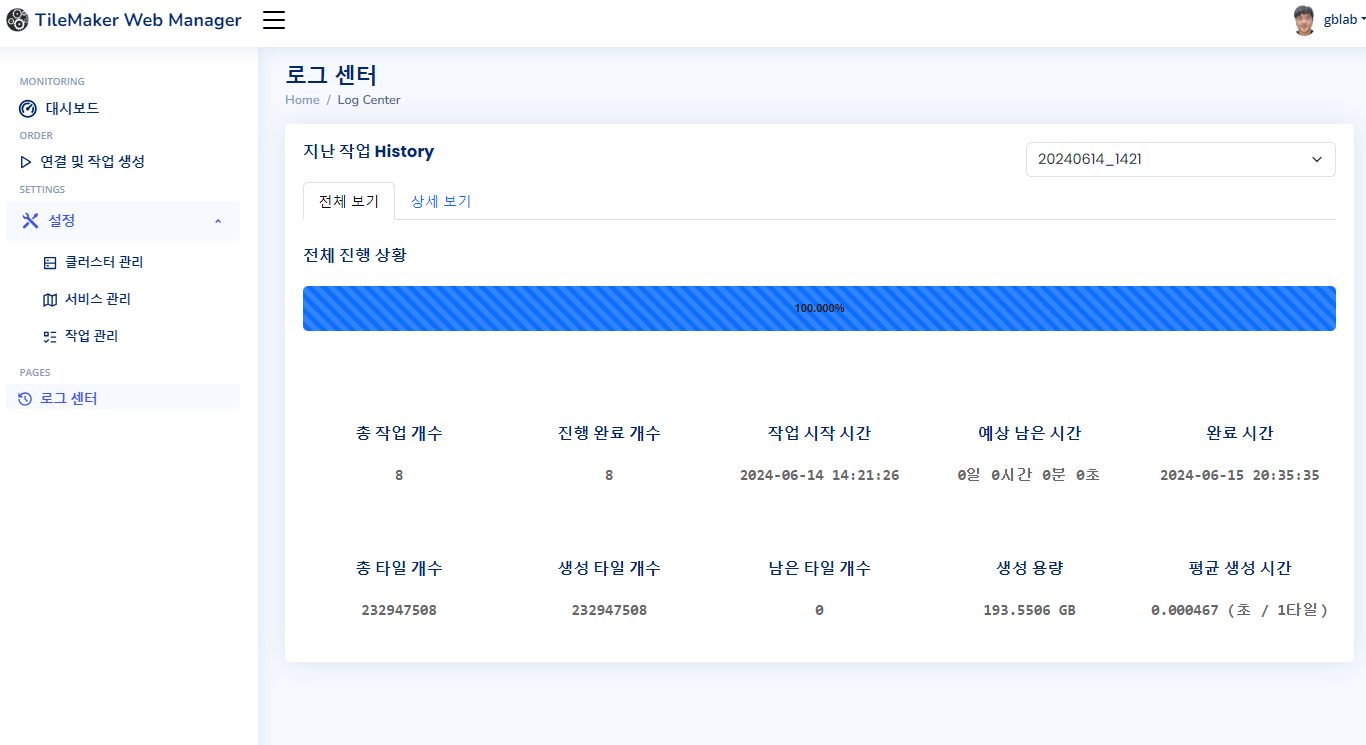 TileMaker Web Manager
gblab
MONITORING
대시보드
ORDER
연결 및 작업 생성
SETTINGS
설정
클러스터 관리
서비스 관리
작업 관리
PAGES
로그 센터
로그 센터
Home / Log Center
지난 작업 History
20240614_1421
전체 보기 상세 보기
전체 진행 상황
100.000%
총 작업 개수 진행 완료 개수 작업 시작 시간 예상 남은 시간 완료 시간
8 8 2024-06-14 14:21:26 0일 0시간 0분 0초 2024-06-15 20:35:35
총 타일 개수 생성 타일 개수 남은 타일 개수 생성 용량 평균 생성 시간
232947508 232947508 0 193.5506 GB 0.000467 (초 / 1타일)